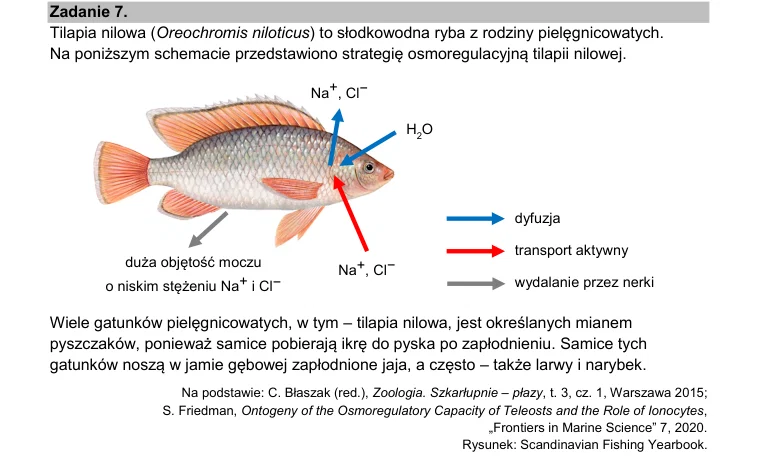 Zadanie 7.
Tilapia nilowa (Oreochromis niloticus) to słodkowodna ryba z rodziny pielęgnicowatych.
Na poniższym schemacie przedstawiono strategię osmoregulacyjną tilapii nilowej.
Na⁺, Cl⁻
H₂O
dyfuzja
transport aktywny
wydalanie przez nerki
duża objętość moczu
o niskim stężeniu Na⁺ i Cl⁻
Na⁺, Cl⁻
Wiele gatunków pielęgnicowatych, w tym – tilapia nilowa, jest określanych mianem
pyszczaków, ponieważ samice pobierają ikrę do pyska po zapłodnieniu. Samice tych
gatunków noszą w jamie gębowej zapłodnione jaja, a często – także larwy i narybek.
Na podstawie: C. Błaszak (red.), Zoologia. Szkarłupnie – płazy, t. 3, cz. 1, Warszawa 2015;
S. Friedman, Ontogeny of the Osmoregulatory Capacity of Teleosts and the Role of Ionocytes,
„Frontiers in Marine Science” 7, 2020.
Rysunek: Scandinavian Fishing Yearbook.